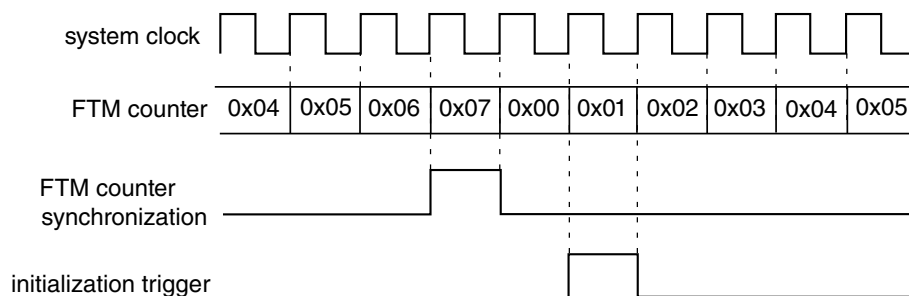 system clock
FTM counter 0x04 0x05 0x06 0x07 0x00 0x01 0x02 0x03 0x04 0x05
FTM counter
synchronization
initialization trigger